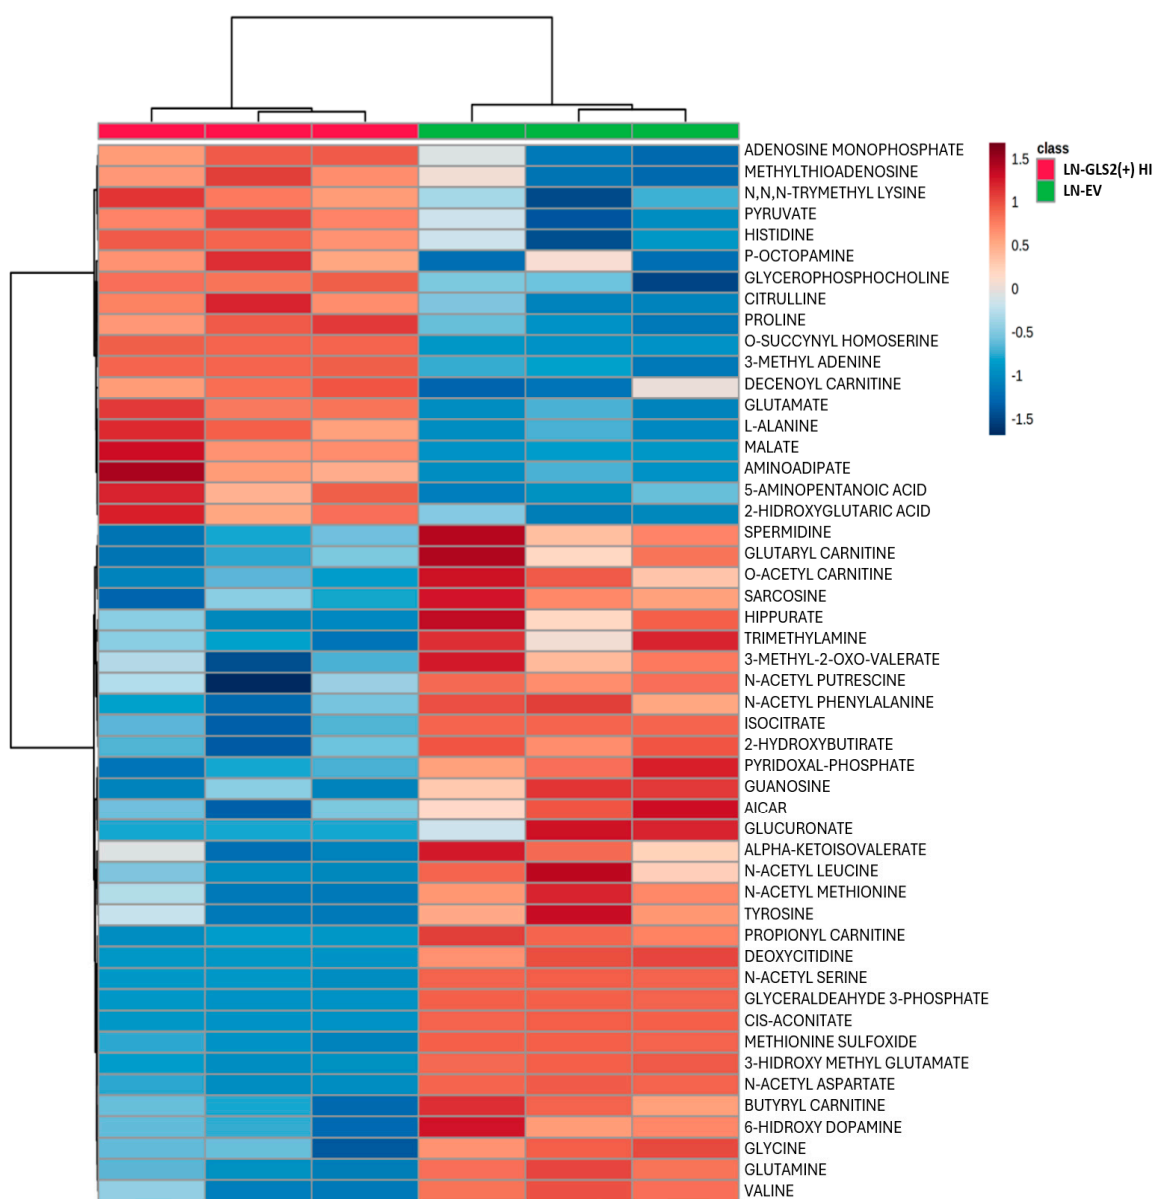 ADENOSINE MONOPHOSPHATE
METHYLTHIOADENOSINE
N,N,N-TRYMETHYL LYSINE
PYRUVATE
HISTIDINE
P-OCTOPAMINE
GLYCEROPHOSPHOCHOLINE
CITRULLINE
PROLINE
O-SUCCYNYL HOMOSERINE
3-METHYL ADENINE
DECENOYL CARNITINE
GLUTAMATE
L-ALANINE
MALATE
AMINOADIPATE
5-AMINOPENTANOIC ACID
2-HIDROXYGLUTARIC ACID
SPERMIDINE
GLUTARYL CARNITINE
O-ACETYL CARNITINE
SARCOSINE
HIPPURATE
TRIMETHYLAMINE
3-METHYL-2-OXO-VALERATE
N-ACETYL PUTRESCINE
N-ACETYL PHENYLALANINE
ISOCITRATE
2-HYDROXYBUTIRATE
PYRIDOXAL-PHOSPHATE
GUANOSINE
AICAR
GLUCURONATE
ALPHA-KETOISOVALERATE
N-ACETYL LEUCINE
N-ACETYL METHIONINE
TYROSINE
PROPIONYL CARNITINE
DEOXYCITIDINE
N-ACETYL SERINE
GLYCERALDEAHYDE 3-PHOSPHATE
CIS-ACONITATE
METHIONINE SULFOXIDE
3-HIDROXY METHYL GLUTAMATE
N-ACETYL ASPARTATE
BUTYRYL CARNITINE
6-HIDROXY DOPAMINE
GLYCINE
GLUTAMINE
VALINE
1.5
1
0.5
0
-0.5
-1
-1.5
class
LN-GLS2(+) HI
LN-EV